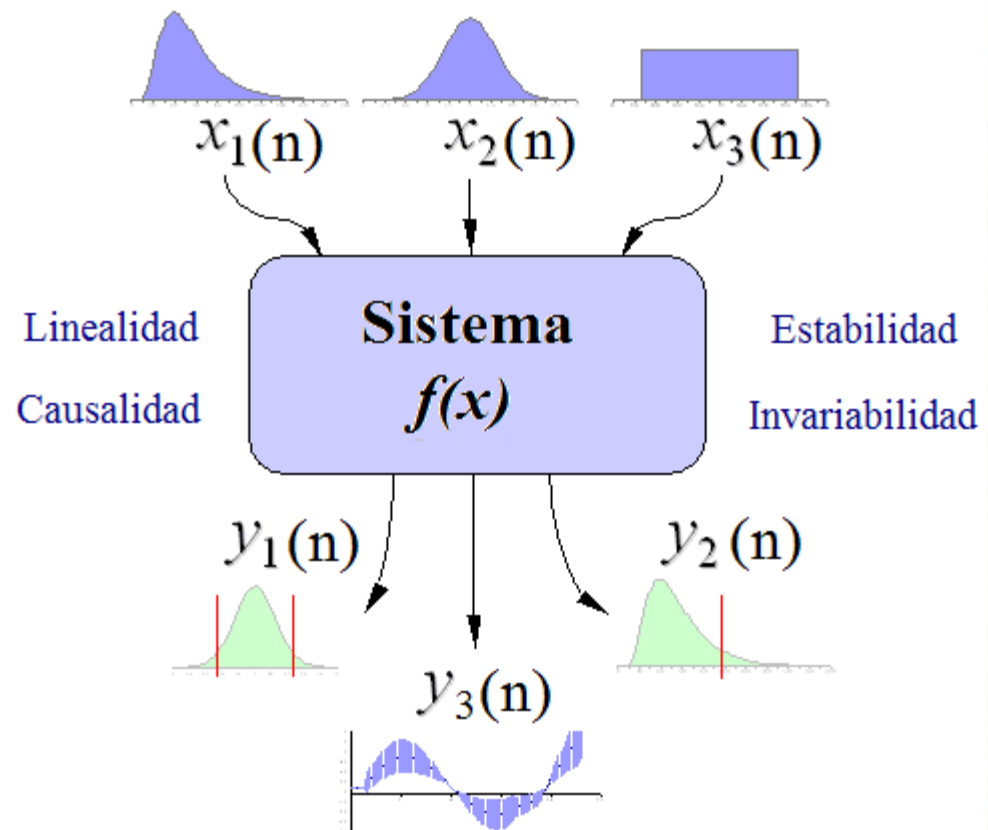 x₁(n) x₂(n) x₃(n)
Sistema
f(x)
Linealidad
Causalidad
Estabilidad
Invariabilidad
y₁(n) y₂(n)
y₃(n)